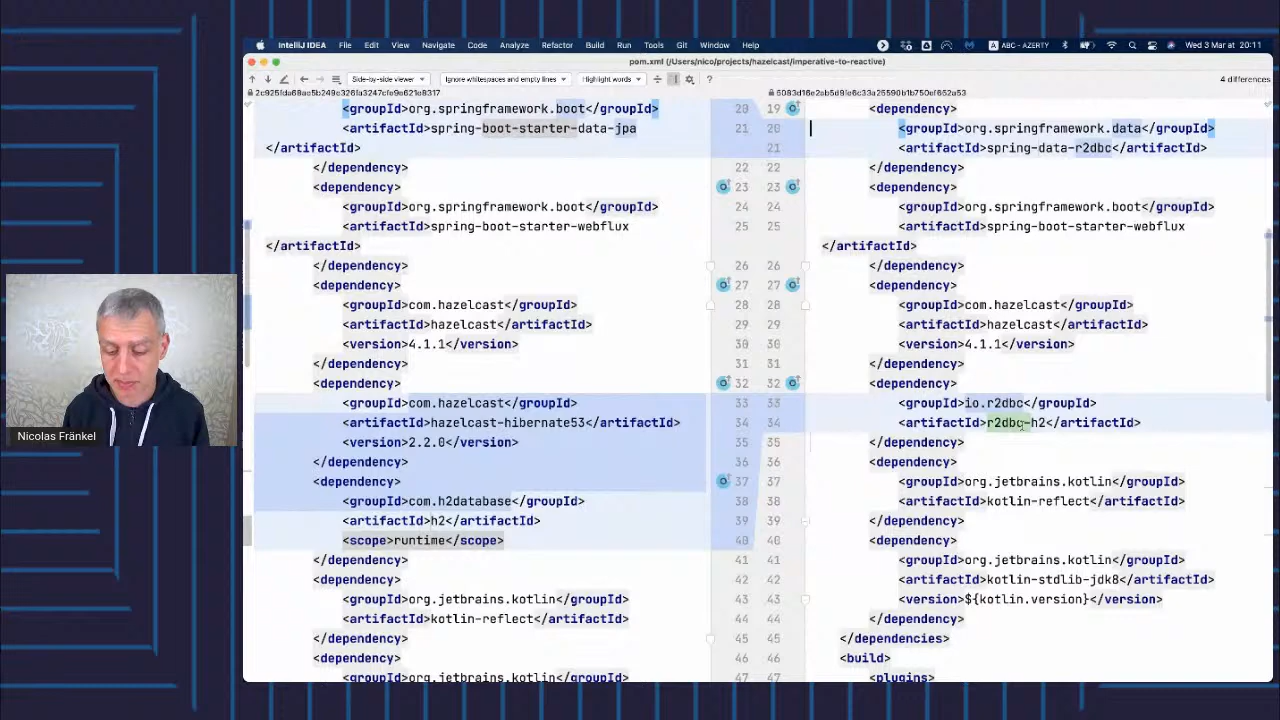 IntelliJ IDEA File Edit View Navigate Code Analyze Refactor Build Run Tools Git Window Help ABC - AZERTY Wed 3 Mar at 20:11
pom.xml (/Users/nico/projects/hazelcast/imperative-to-reactive)
Side-by-side viewer Ignore whitespaces and empty lines Highlight words ? 4 differences
<groupId>org.springframework.boot</groupId> 20 19 <dependency>
<artifactId>spring-boot-starter-data-jpa 21 20 <groupId>org.springframework.data</groupId>
</artifactId> 21 <artifactId>spring-data-r2dbc</artifactId>
</dependency> 22 22 </dependency>
<dependency> 23 23 <dependency>
<groupId>org.springframework.boot</groupId> 24 24 <groupId>org.springframework.boot</groupId>
<artifactId>spring-boot-starter-webflux 25 25 <artifactId>spring-boot-starter-webflux
</artifactId> </artifactId>
</dependency> 26 26 </dependency>
<dependency> 27 27 <dependency>
<groupId>com.hazelcast</groupId> 28 28 <groupId>com.hazelcast</groupId>
<artifactId>hazelcast</artifactId> 29 29 <artifactId>hazelcast</artifactId>
<version>4.1.1</version> 30 30 <version>4.1.1</version>
</dependency> 31 31 </dependency>
<dependency> 32 32 <dependency>
<groupId>com.hazelcast</groupId> 33 33 <groupId>io.r2dbc</groupId>
<artifactId>hazelcast-hibernate53</artifactId> 34 34 <artifactId>r2dbc-h2</artifactId>
<version>2.2.0</version> 35 35 </dependency>
</dependency> 36 36 <dependency>
<dependency> 37 37 <groupId>org.jetbrains.kotlin</groupId>
<groupId>com.h2database</groupId> 38 38 <artifactId>kotlin-reflect</artifactId>
<artifactId>h2</artifactId> 39 39 </dependency>
<scope>runtime</scope> 40 40 <dependency>
</dependency> 41 41 <groupId>org.jetbrains.kotlin</groupId>
<dependency> 42 42 <artifactId>kotlin-stdlib-jdk8</artifactId>
<groupId>org.jetbrains.kotlin</groupId> 43 43 <version>${kotlin.version}</version>
<artifactId>kotlin-reflect</artifactId> 44 44 </dependency>
</dependency> 45 45 </dependencies>
<dependency> 46 46 <build>
<groupId>org.jetbrains.kotlin</groupId> 47 47 <plugins>
Nicolas Fränkel